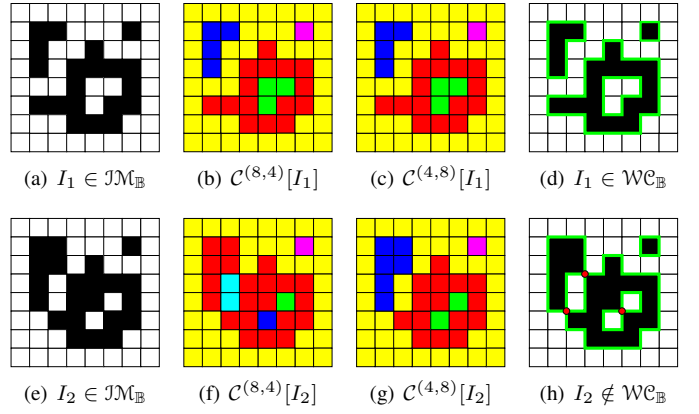 (a) I₁ ∈ ℐℳ_𝔹 (b) 𝒞^(8,4)[I₁] (c) 𝒞^(4,8)[I₁] (d) I₁ ∈ 𝒲𝒞_𝔹
(e) I₂ ∈ ℐℳ_𝔹 (f) 𝒞^(8,4)[I₂] (g) 𝒞^(4,8)[I₂] (h) I₂ ∉ 𝒲𝒞_𝔹